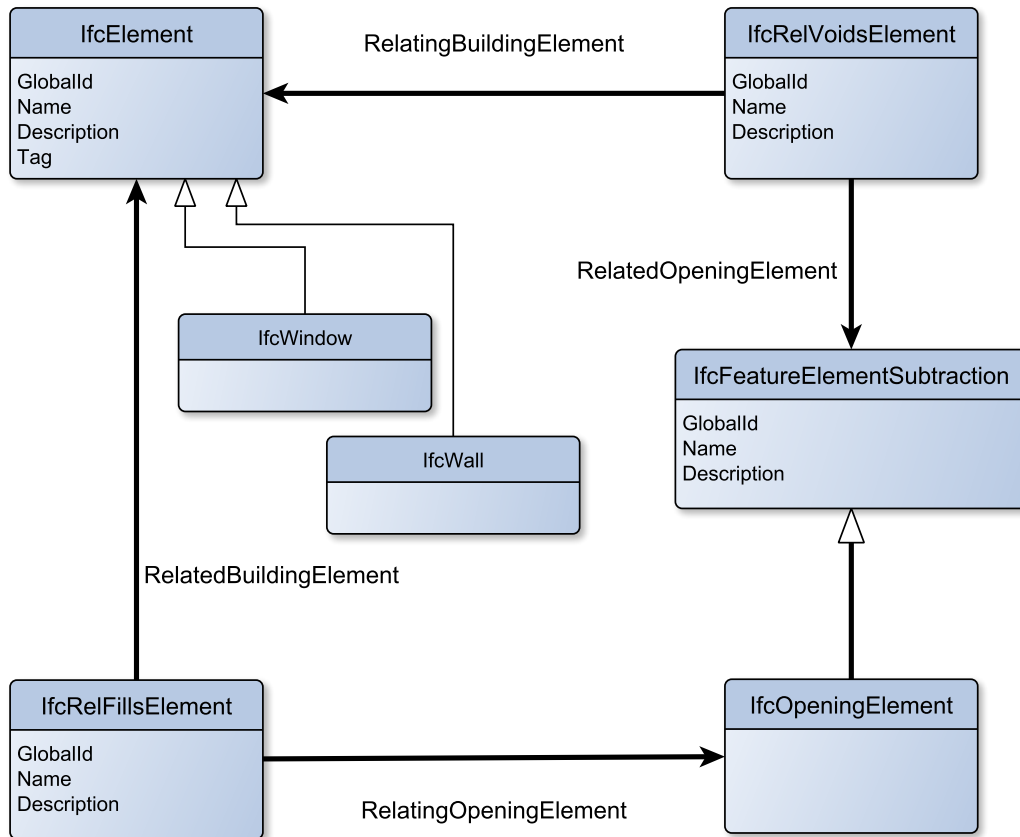 IfcElement
GlobalId
Name
Description
Tag
RelatingBuildingElement
IfcRelVoidsElement
GlobalId
Name
Description
RelatedOpeningElement
IfcWindow
IfcWall
IfcFeatureElementSubtraction
GlobalId
Name
Description
RelatedBuildingElement
IfcRelFillsElement
GlobalId
Name
Description
RelatingOpeningElement
IfcOpeningElement